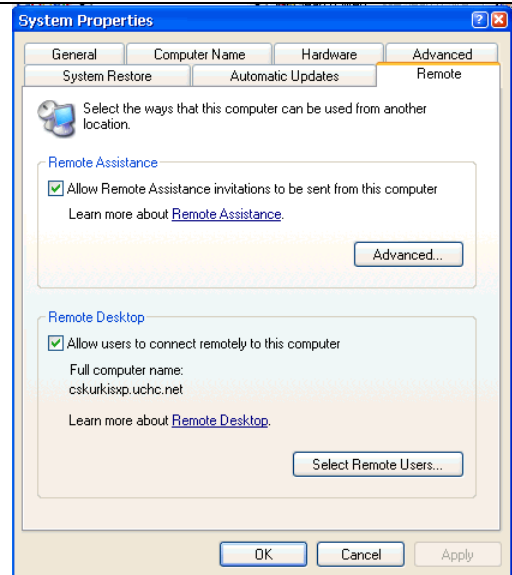 System Properties
General Computer Name Hardware Advanced
System Restore Automatic Updates Remote
Select the ways that this computer can be used from another
location.
Remote Assistance
Allow Remote Assistance invitations to be sent from this computer
Learn more about Remote Assistance.
Advanced...
Remote Desktop
Allow users to connect remotely to this computer
Full computer name:
cskurkisxp.uchc.net
Learn more about Remote Desktop.
Select Remote Users...
OK Cancel Apply